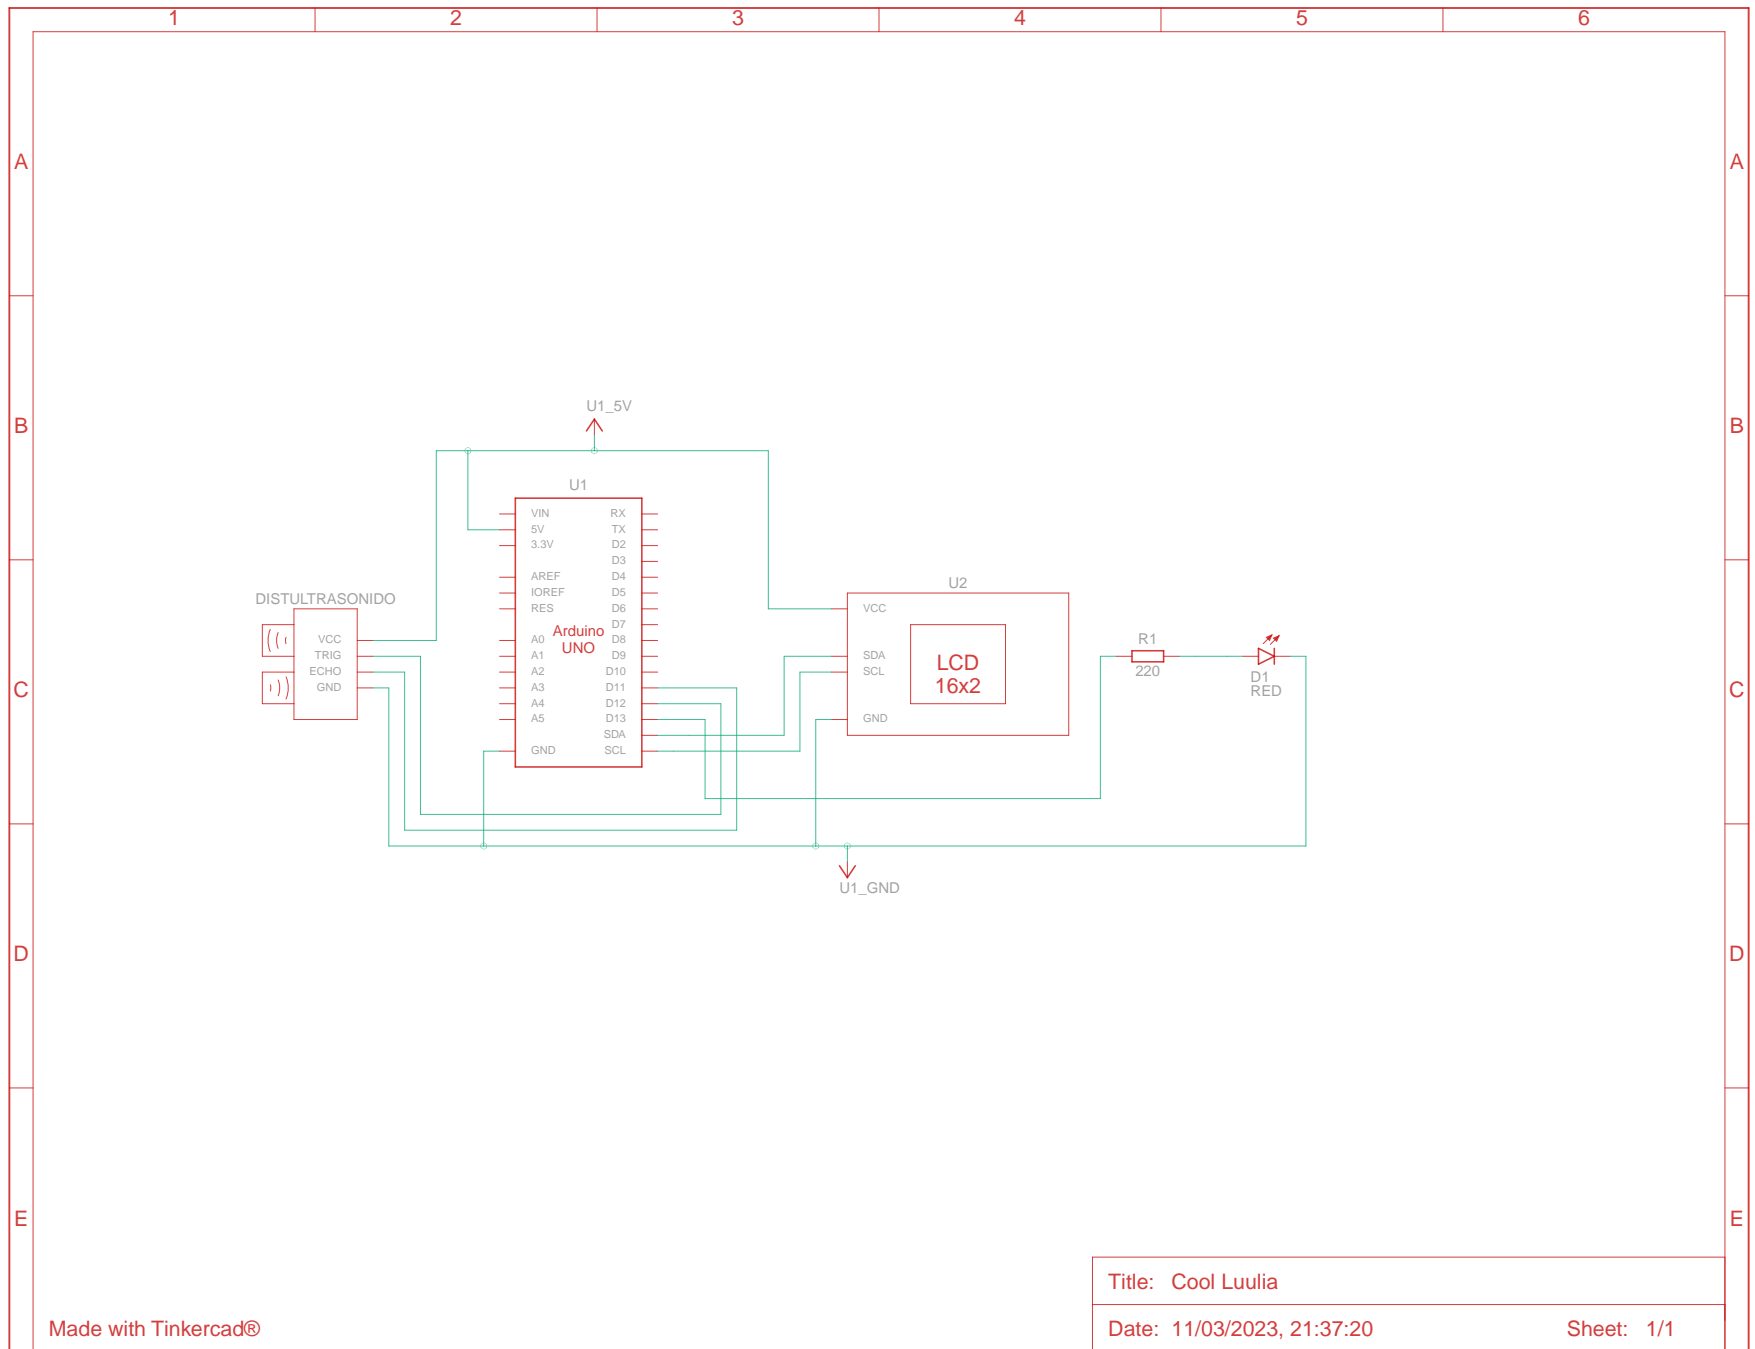 1 2 3 4 5 6
A A
B B
C C
D D
E E
U1_5V
U1
VIN RX
5V TX
3.3V D2
D3
AREF D4
IOREF D5
RES D6
D7
A0 D8
A1 D9
A2 D10
A3 D11
A4 D12
A5 D13
SDA
GND SCL
Arduino
UNO
DISTULTRASONIDO
VCC
TRIG
ECHO
GND
U2
VCC
SDA
SCL
GND
LCD
16x2
R1
220
D1
RED
U1_GND
Title: Cool Luulia
Made with Tinkercad®
Date: 11/03/2023, 21:37:20 Sheet: 1/1